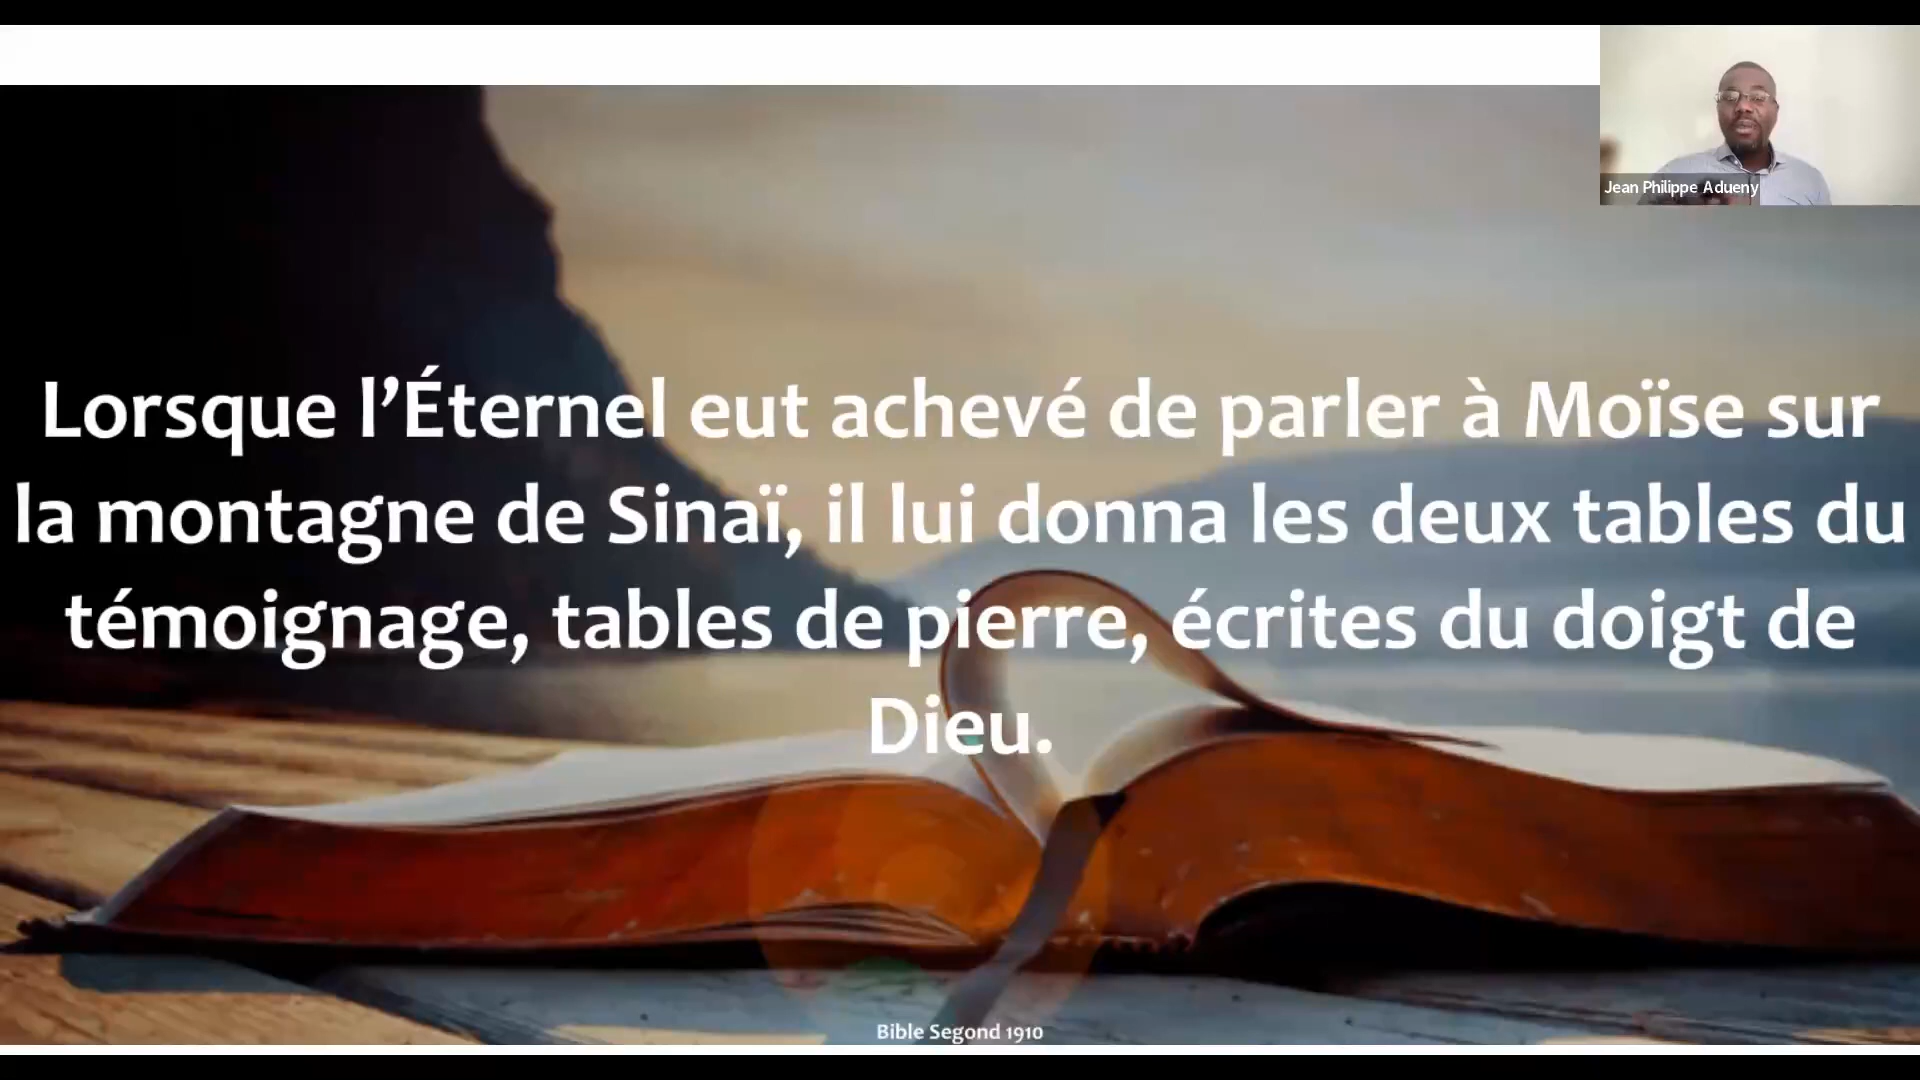 Jean Philippe Adueny
Lorsque l’Éternel eut achevé de parler à Moïse sur
la montagne de Sinaï, il lui donna les deux tables du
témoignage, tables de pierre, écrites du doigt de
Dieu.
Bible Segond 1910